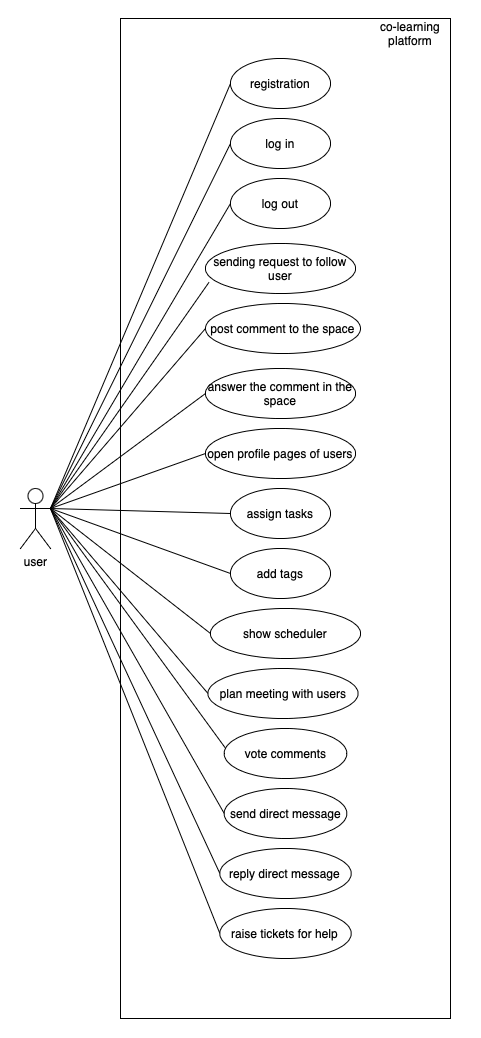 co-learning
platform
registration
log in
log out
sending request to follow
user
post comment to the space
answer the comment in the
space
open profile pages of users
assign tasks
user
add tags
show scheduler
plan meeting with users
vote comments
send direct message
reply direct message
raise tickets for help